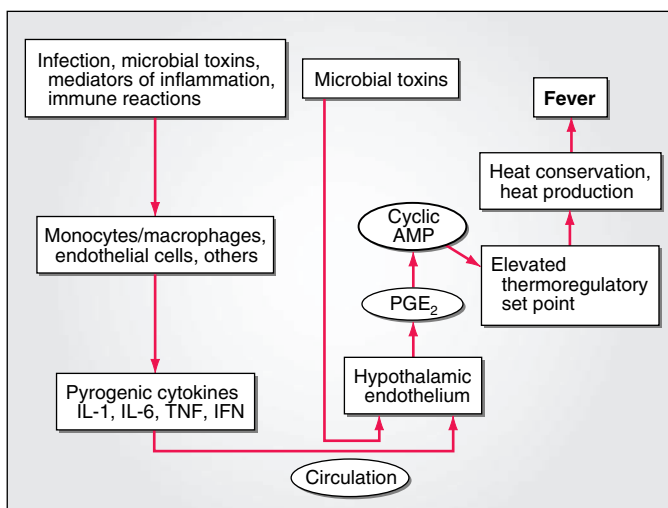 Infection, microbial toxins,
mediators of inflammation,
immune reactions
Microbial toxins
Fever
Heat conservation,
heat production
Monocytes/macrophages,
endothelial cells, others
Cyclic
AMP
Elevated
thermoregulatory
set point
PGE₂
Pyrogenic cytokines
IL-1, IL-6, TNF, IFN
Hypothalamic
endothelium
Circulation